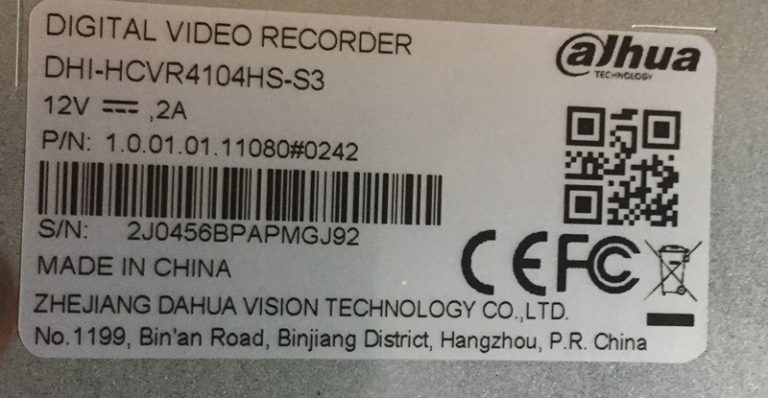 DIGITAL VIDEO RECORDER
alhua
TECHNOLOGY
DHI-HCVR4104HS-S3
12V ⎓ ,2A
P/N: 1.0.01.01.11080#0242
S/N: 2J0456BPAPMGJ92
CE FC
MADE IN CHINA
ZHEJIANG DAHUA VISION TECHNOLOGY CO.,LTD.
No.1199, Bin'an Road, Binjiang District, Hangzhou, P.R. China